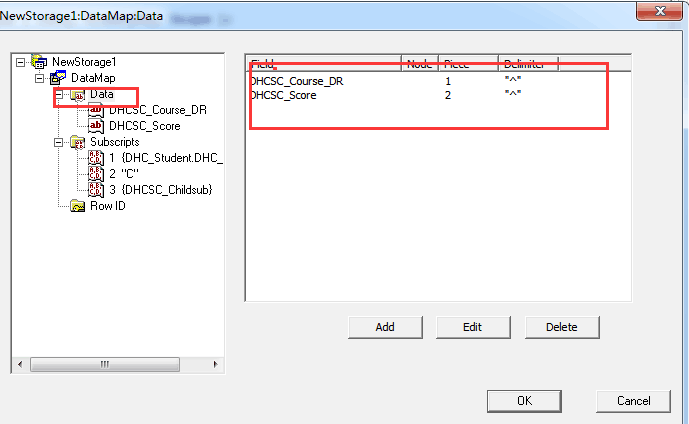 NewStorage1:DataMap:Data
NewStorage1
DataMap
Data
DHCSC_Course_DR
DHCSC_Score
Subscripts
1 {DHC_Student.DHC_
2 "C"
3 {DHCSC_Childsub}
Row ID
Field Node Piece Delimiter
DHCSC_Course_DR 1 "^"
DHCSC_Score 2 "^"
Add Edit Delete
OK Cancel